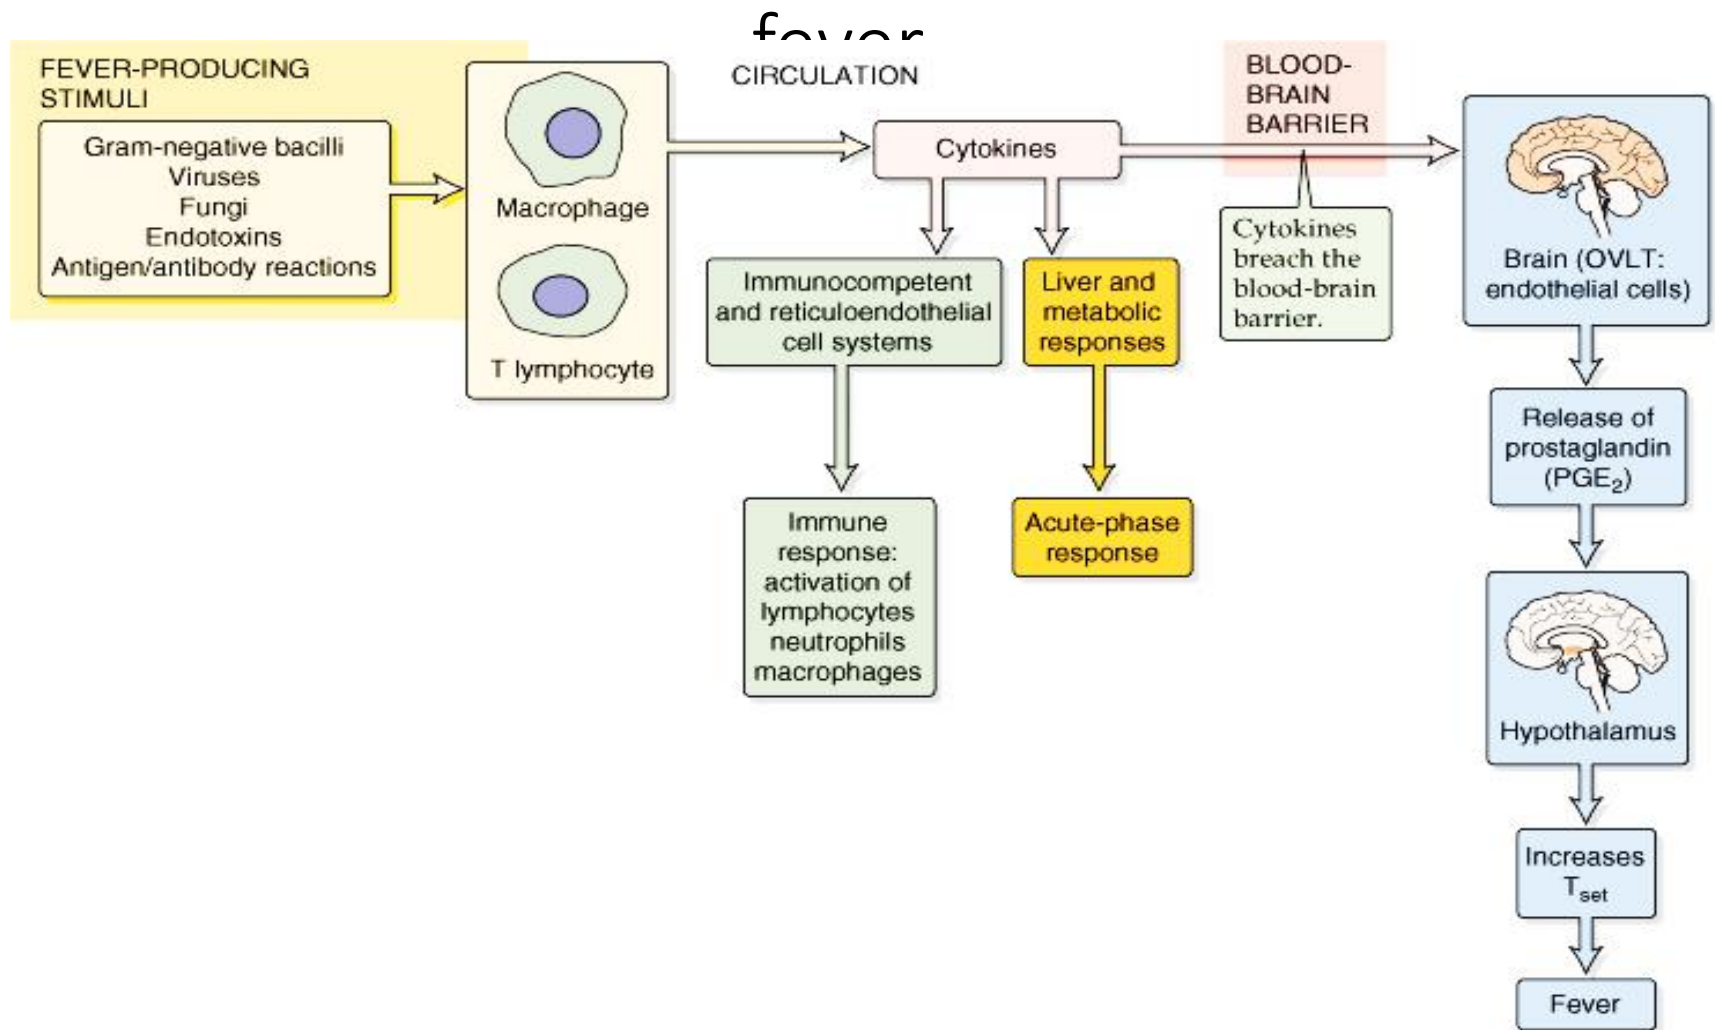 fever
FEVER-PRODUCING
STIMULI
Gram-negative bacilli
Viruses
Fungi
Endotoxins
Antigen/antibody reactions
Macrophage
T lymphocyte
CIRCULATION
Cytokines
Immunocompetent
and reticuloendothelial
cell systems
Immune
response:
activation of
lymphocytes
neutrophils
macrophages
Liver and
metabolic
responses
Acute-phase
response
BLOOD-
BRAIN
BARRIER
Cytokines
breach the
blood-brain
barrier.
Brain (OVLT:
endothelial cells)
Release of
prostaglandin
(PGE₂)
Hypothalamus
Increases
Tset
Fever